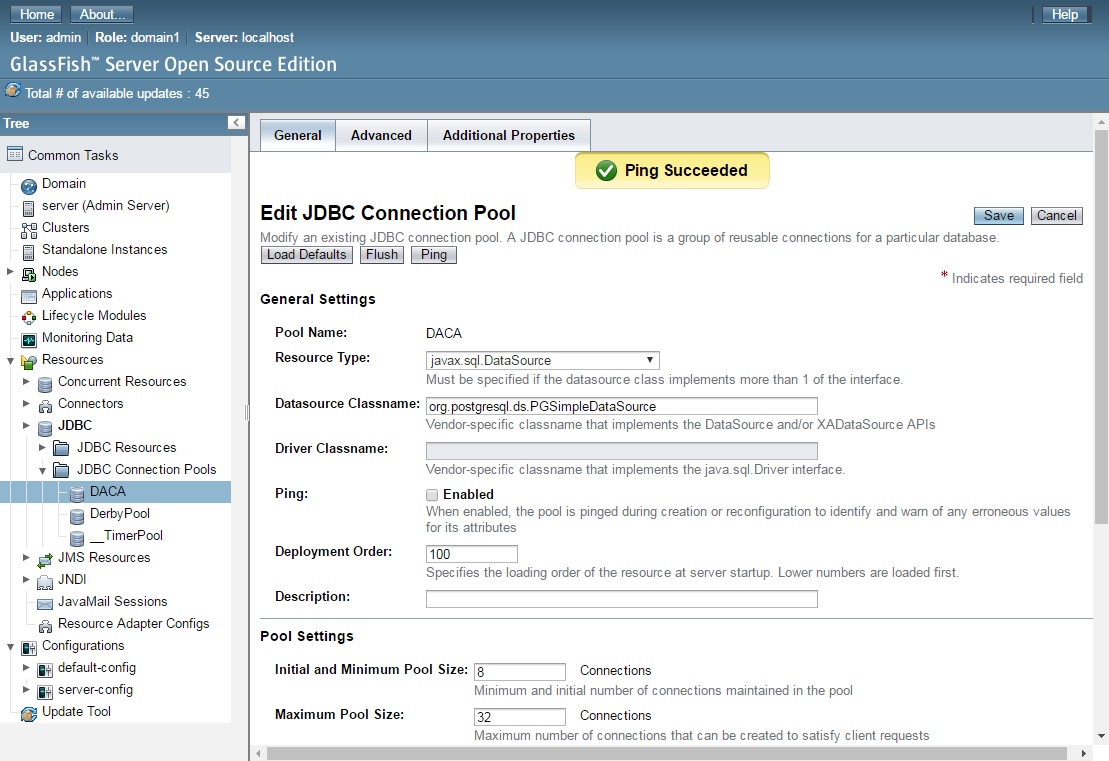 Home About... Help
User: admin Role: domain1 Server: localhost
GlassFish™ Server Open Source Edition
Total # of available updates : 45
Tree
Common Tasks
Domain
server (Admin Server)
Clusters
Standalone Instances
Nodes
Applications
Lifecycle Modules
Monitoring Data
Resources
Concurrent Resources
Connectors
JDBC
JDBC Resources
JDBC Connection Pools
DACA
DerbyPool
__TimerPool
JMS Resources
JNDI
JavaMail Sessions
Resource Adapter Configs
Configurations
default-config
server-config
Update Tool
General Advanced Additional Properties
Ping Succeeded
Edit JDBC Connection Pool
Save Cancel
Modify an existing JDBC connection pool. A JDBC connection pool is a group of reusable connections for a particular database.
Load Defaults Flush Ping
* Indicates required field
General Settings
Pool Name: DACA
Resource Type: javax.sql.DataSource
Must be specified if the datasource class implements more than 1 of the interface.
Datasource Classname: org.postgresql.ds.PGSimpleDataSource
Vendor-specific classname that implements the DataSource and/or XADataSource APIs
Driver Classname:
Vendor-specific classname that implements the java.sql.Driver interface.
Ping: Enabled
When enabled, the pool is pinged during creation or reconfiguration to identify and warn of any erroneous values
for its attributes
Deployment Order: 100
Specifies the loading order of the resource at server startup. Lower numbers are loaded first.
Description:
Pool Settings
Initial and Minimum Pool Size: 8 Connections
Minimum and initial number of connections maintained in the pool
Maximum Pool Size: 32 Connections
Maximum number of connections that can be created to satisfy client requests